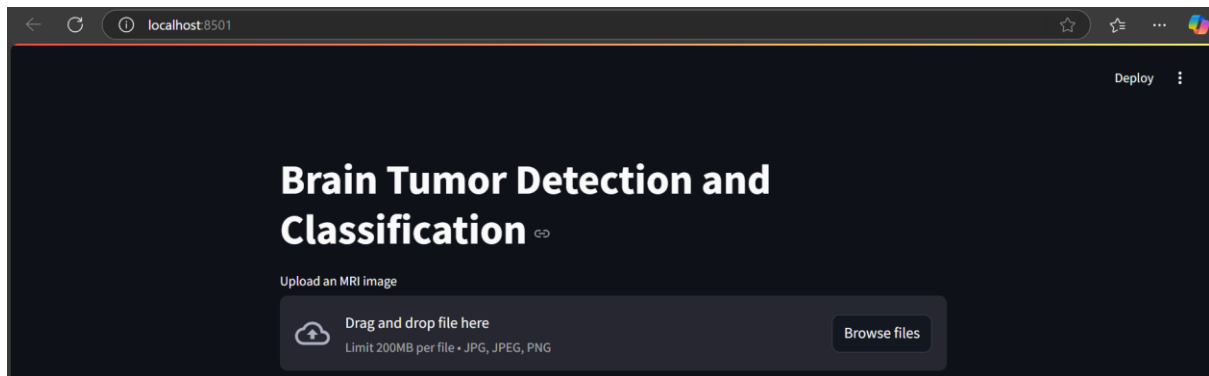 localhost:8501
Deploy
Brain Tumor Detection and
Classification
Upload an MRI image
Drag and drop file here
Limit 200MB per file • JPG, JPEG, PNG
Browse files